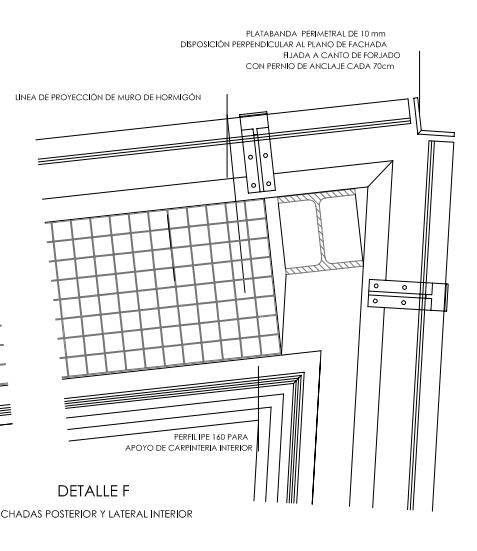 PLATABANDA PERIMETRAL DE 10 mm
DISPOSICIÓN PERPENDICULAR AL PLANO DE FACHADA
FIJADA A CANTO DE FORJADO
CON PERNIO DE ANCLAJE CADA 70cm
LINEA DE PROYECCIÓN DE MURO DE HORMIGÓN
PERFIL IPE 160 PARA
APOYO DE CARPINTERIA INTERIOR
DETALLE F
CHADAS POSTERIOR Y LATERAL INTERIOR